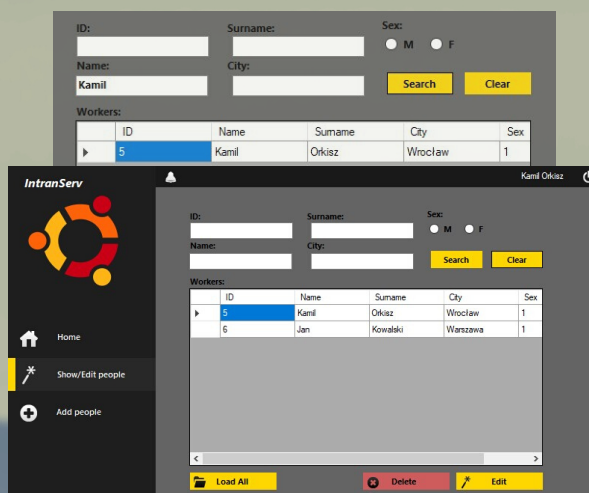 ID: Surname: Sex:
M F
Name: City:
Kamil Search Clear
Workers:
ID Name Surname City Sex
5 Kamil Orkisz Wrocław 1
IntranServ Kamil Orkisz
ID: Surname: Sex:
M F
Name: City:
Search Clear
Workers:
ID Name Surname City Sex
5 Kamil Orkisz Wrocław 1
6 Jan Kowalski Warszawa 1
Home
Show/Edit people
Add people
Load All Delete Edit